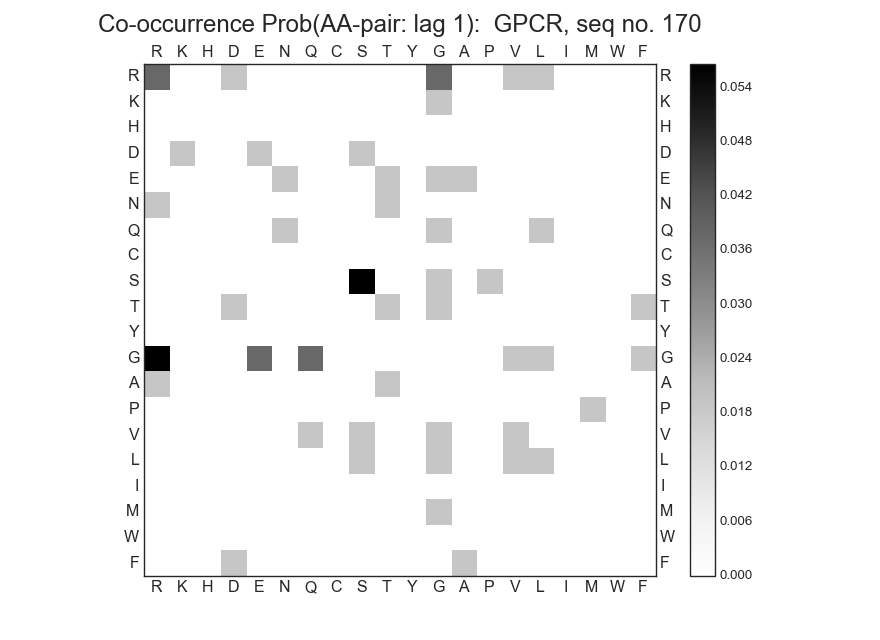 Co-occurrence Prob(AA-pair: lag 1):  GPCR, seq no. 170
R K H D E N Q C S T Y G A P V L I M W F
R R 0.054
K K
H H 0.048
D D
E E 0.042
N N
Q Q 0.036
C C
S S 0.030
T T
Y Y
G G 0.024
A A
P P 0.018
V V
L L 0.012
I I
M M 0.006
W W
F F 0.000
R K H D E N Q C S T Y G A P V L I M W F